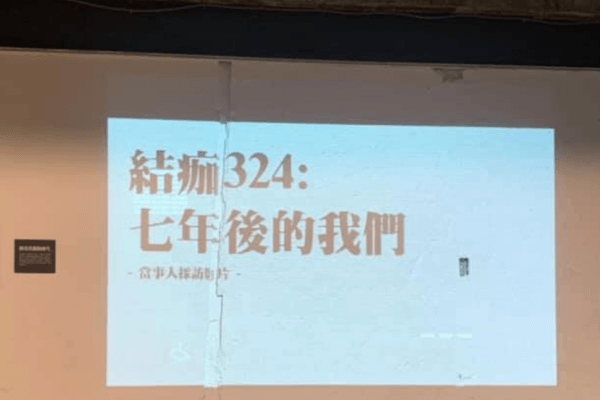 結痂324:
七年後的我們
- 當事人採訪影片 -